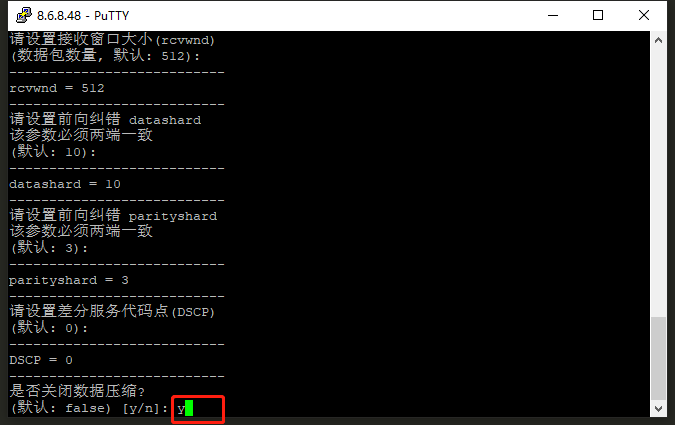 8.6.8.48 - PuTTY
请设置接收窗口大小(rcvwnd)
(数据包数量, 默认: 512):
---------------------------
rcvwnd = 512
---------------------------
请设置前向纠错 datashard
该参数必须两端一致
(默认: 10):
---------------------------
datashard = 10
---------------------------
请设置前向纠错 parityshard
该参数必须两端一致
(默认: 3):
---------------------------
parityshard = 3
---------------------------
请设置差分服务代码点(DSCP)
(默认: 0):
---------------------------
DSCP = 0
---------------------------
是否关闭数据压缩?
(默认: false) [y/n]: y